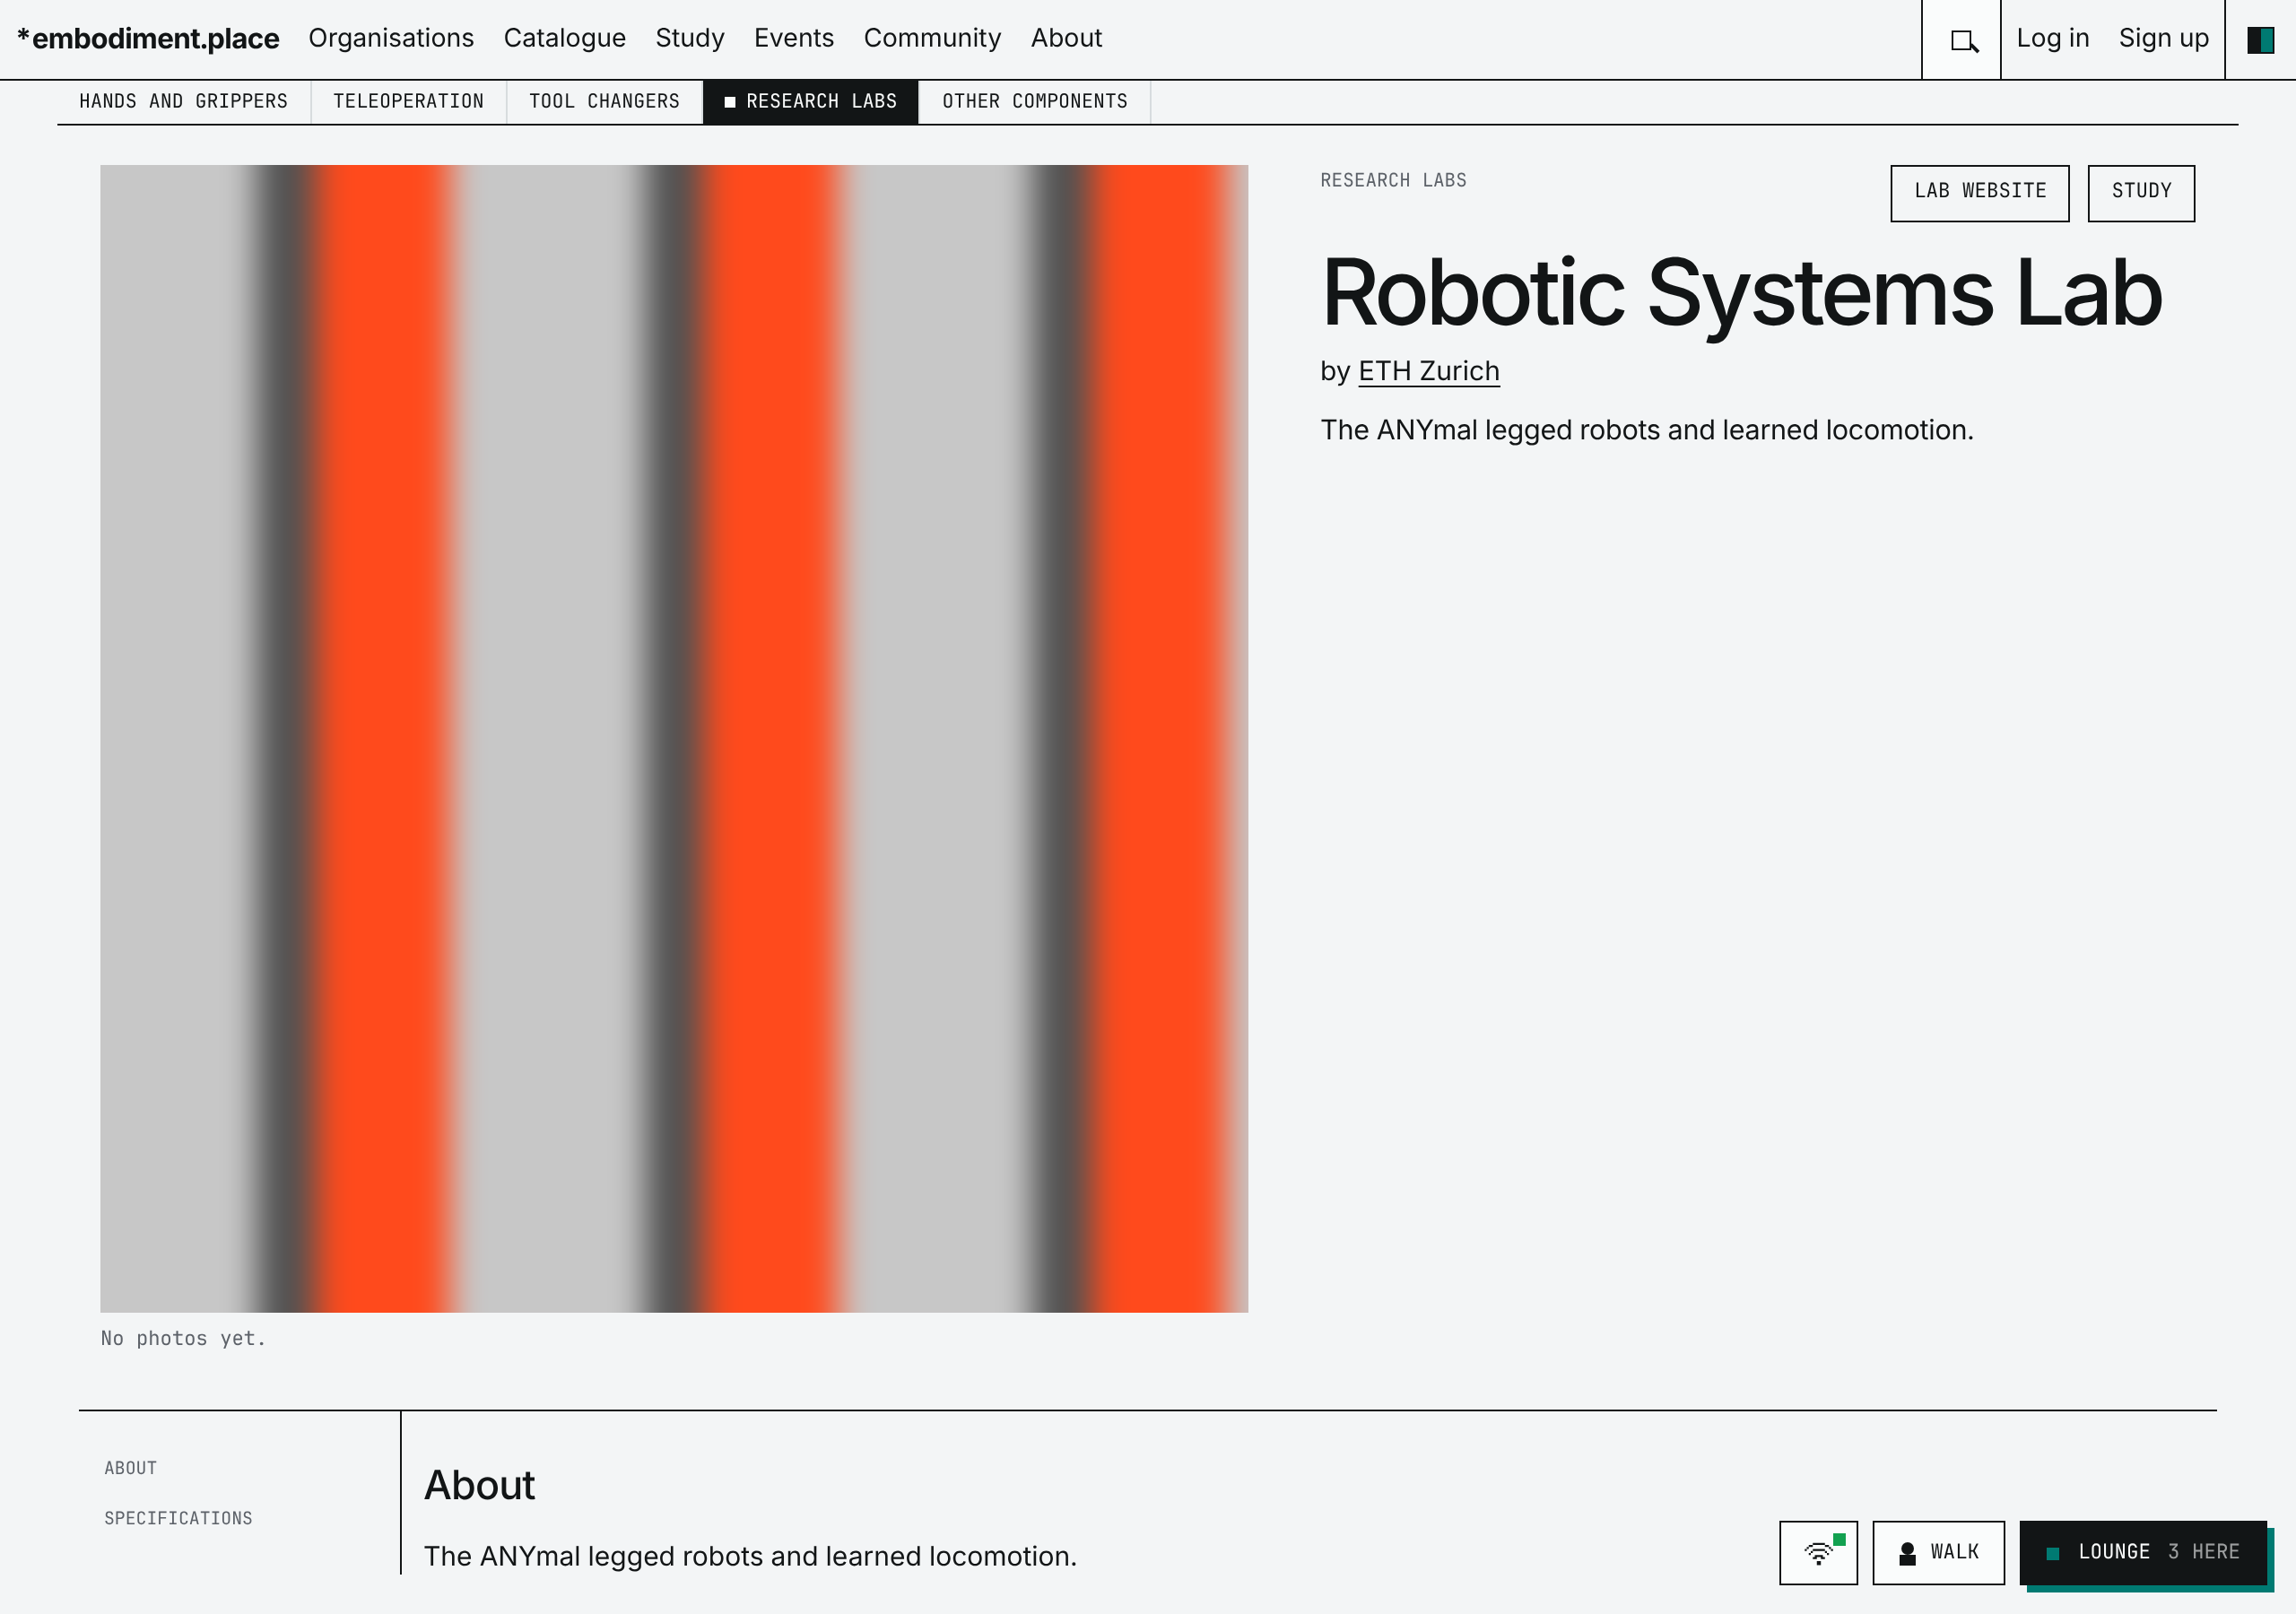 *embodiment.place Organisations Catalogue Study Events Community About Log in Sign up
HANDS AND GRIPPERS TELEOPERATION TOOL CHANGERS RESEARCH LABS OTHER COMPONENTS
RESEARCH LABS LAB WEBSITE STUDY
Robotic Systems Lab
by ETH Zurich
The ANYmal legged robots and learned locomotion.
No photos yet.
ABOUT
SPECIFICATIONS
About
The ANYmal legged robots and learned locomotion.
WALK LOUNGE 3 HERE